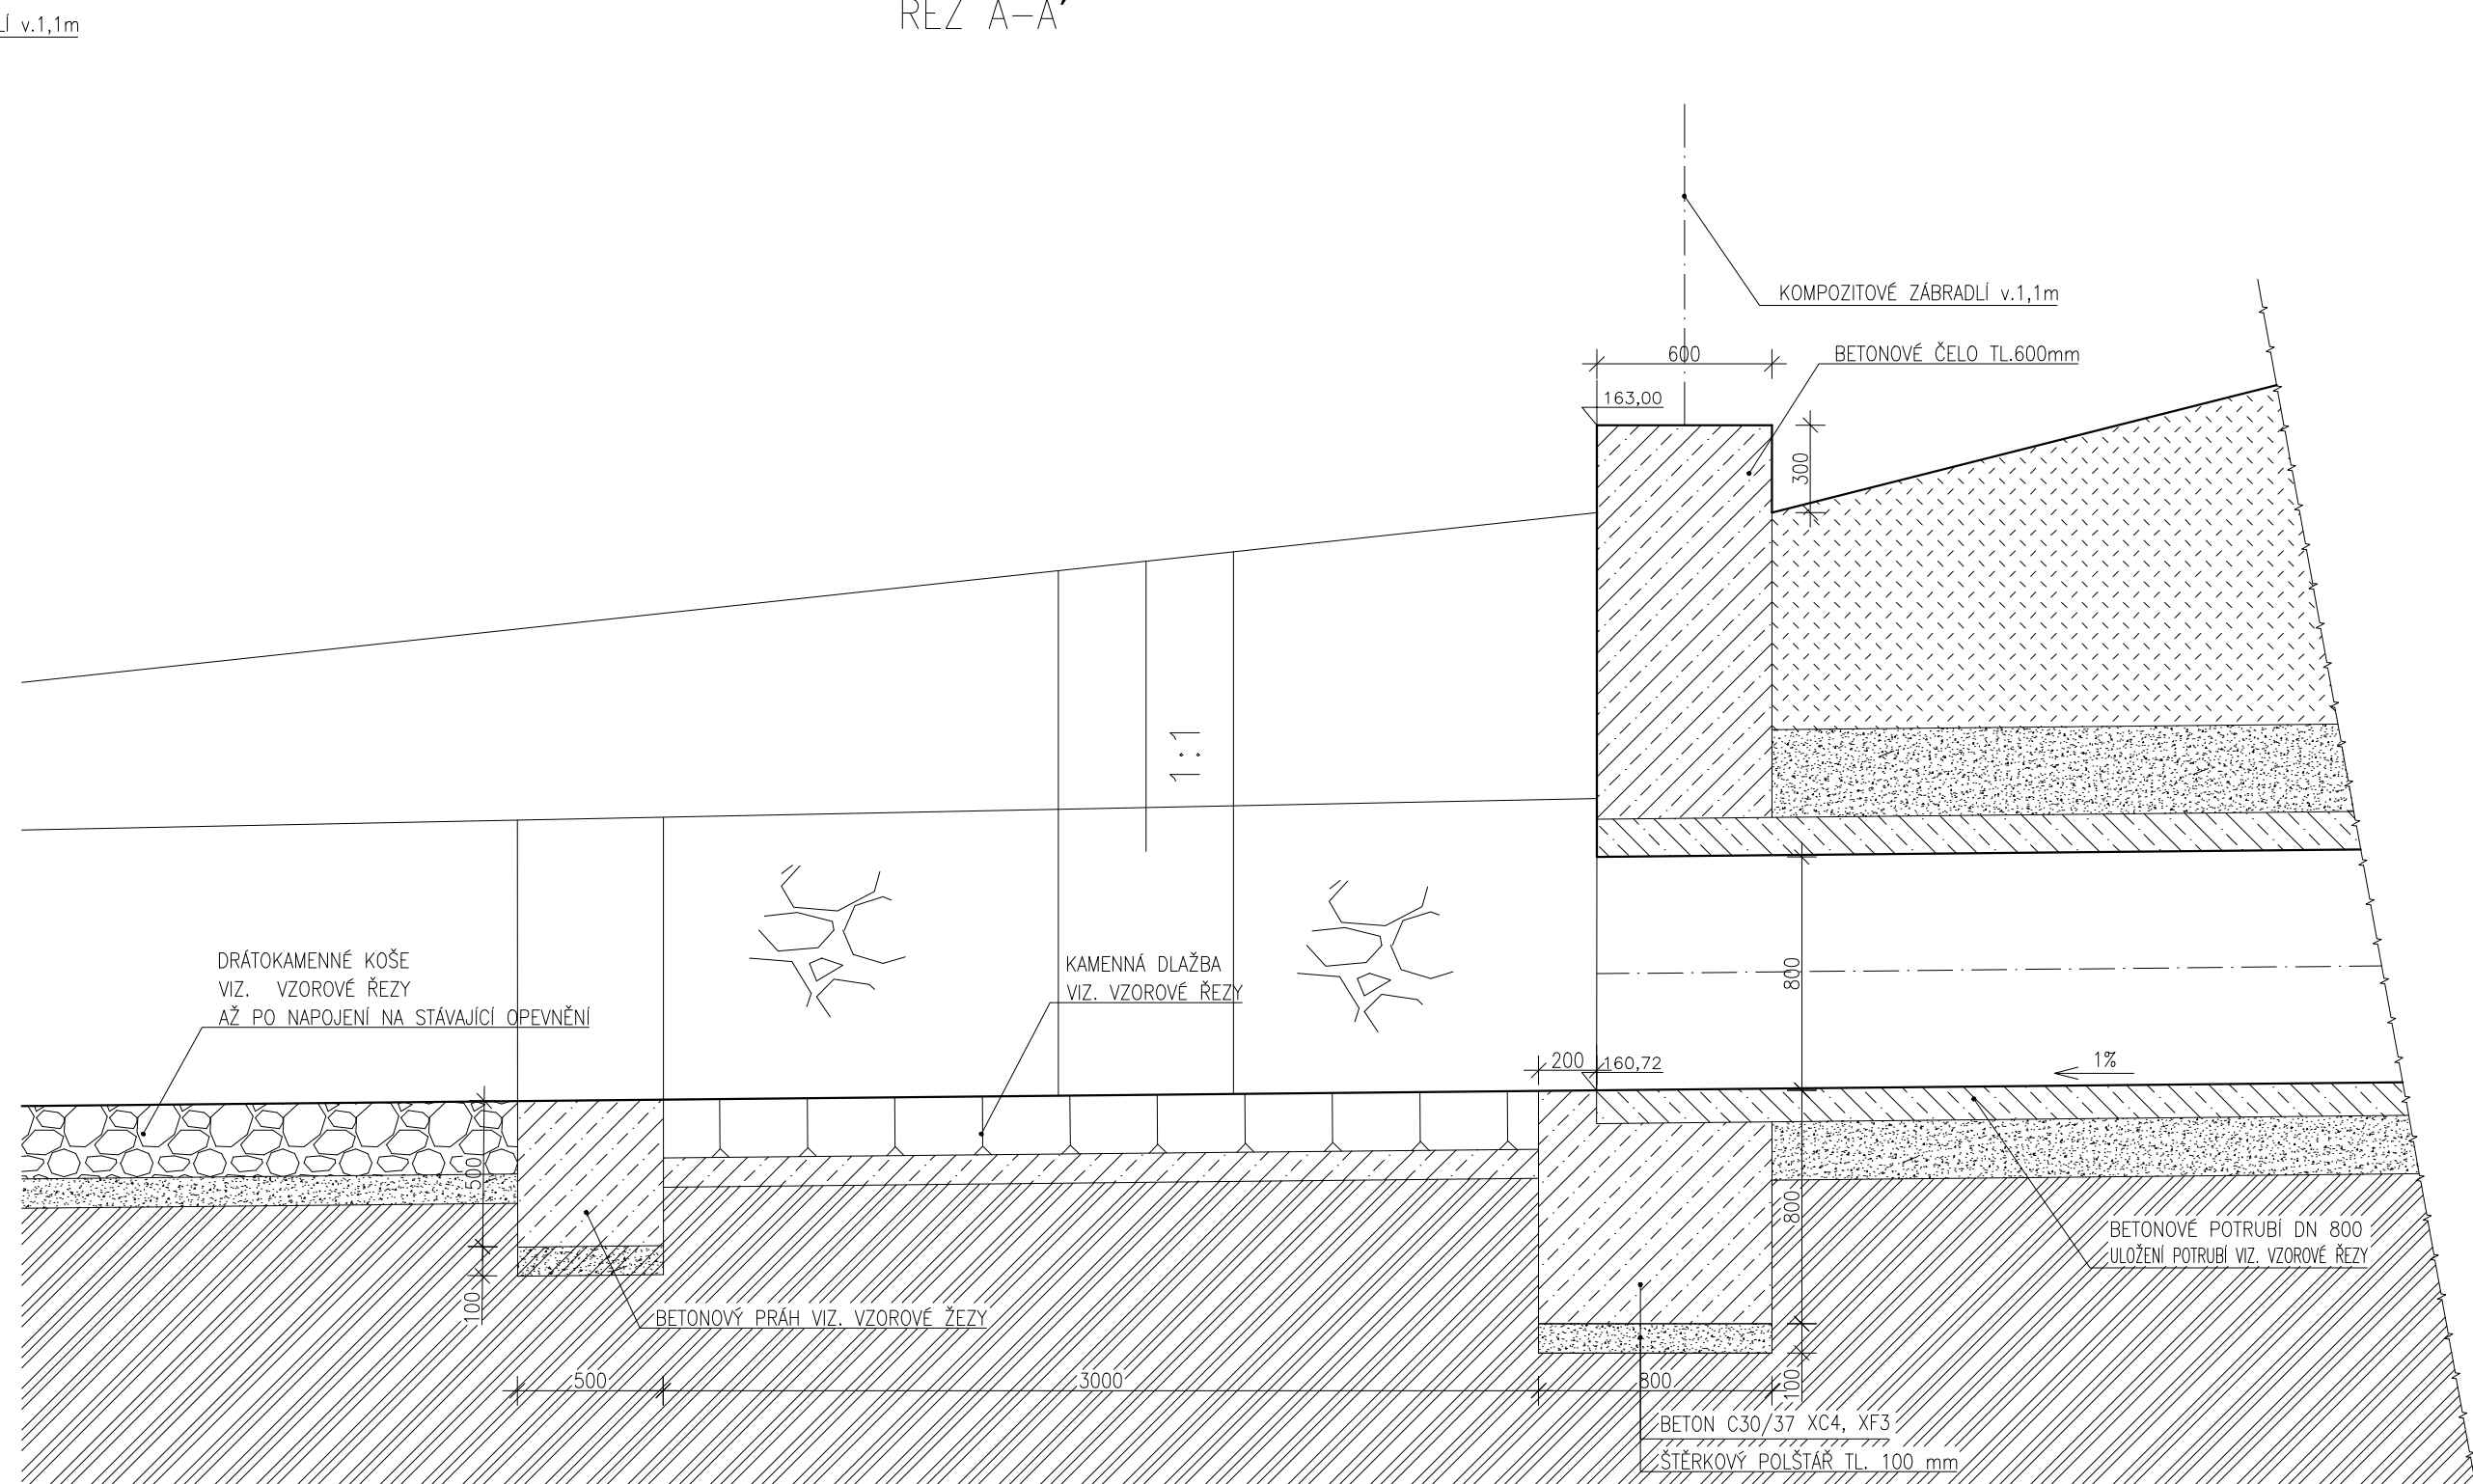 ŘEZ A-A'
LÍ v.1,1m
KOMPOZITOVÉ ZÁBRADLÍ v.1,1m
600
BETONOVÉ ČELO TL.600mm
163,00
300
1:1
DRÁTOKAMENNÉ KOŠE
VIZ. VZOROVÉ ŘEZY
AŽ PO NAPOJENÍ NA STÁVAJÍCÍ OPEVNĚNÍ
KAMENNÁ DLAŽBA
VIZ. VZOROVÉ ŘEZY
800
200
160,72
1%
500
800
BETONOVÉ POTRUBÍ DN 800
ULOŽENÍ POTRUBÍ VIZ. VZOROVÉ ŘEZY
100
BETONOVÝ PRÁH VIZ. VZOROVÉ ŽEZY
500
3000
800
100
BETON C30/37 XC4, XF3
ŠTĚRKOVÝ POLŠTÁŘ TL. 100 mm